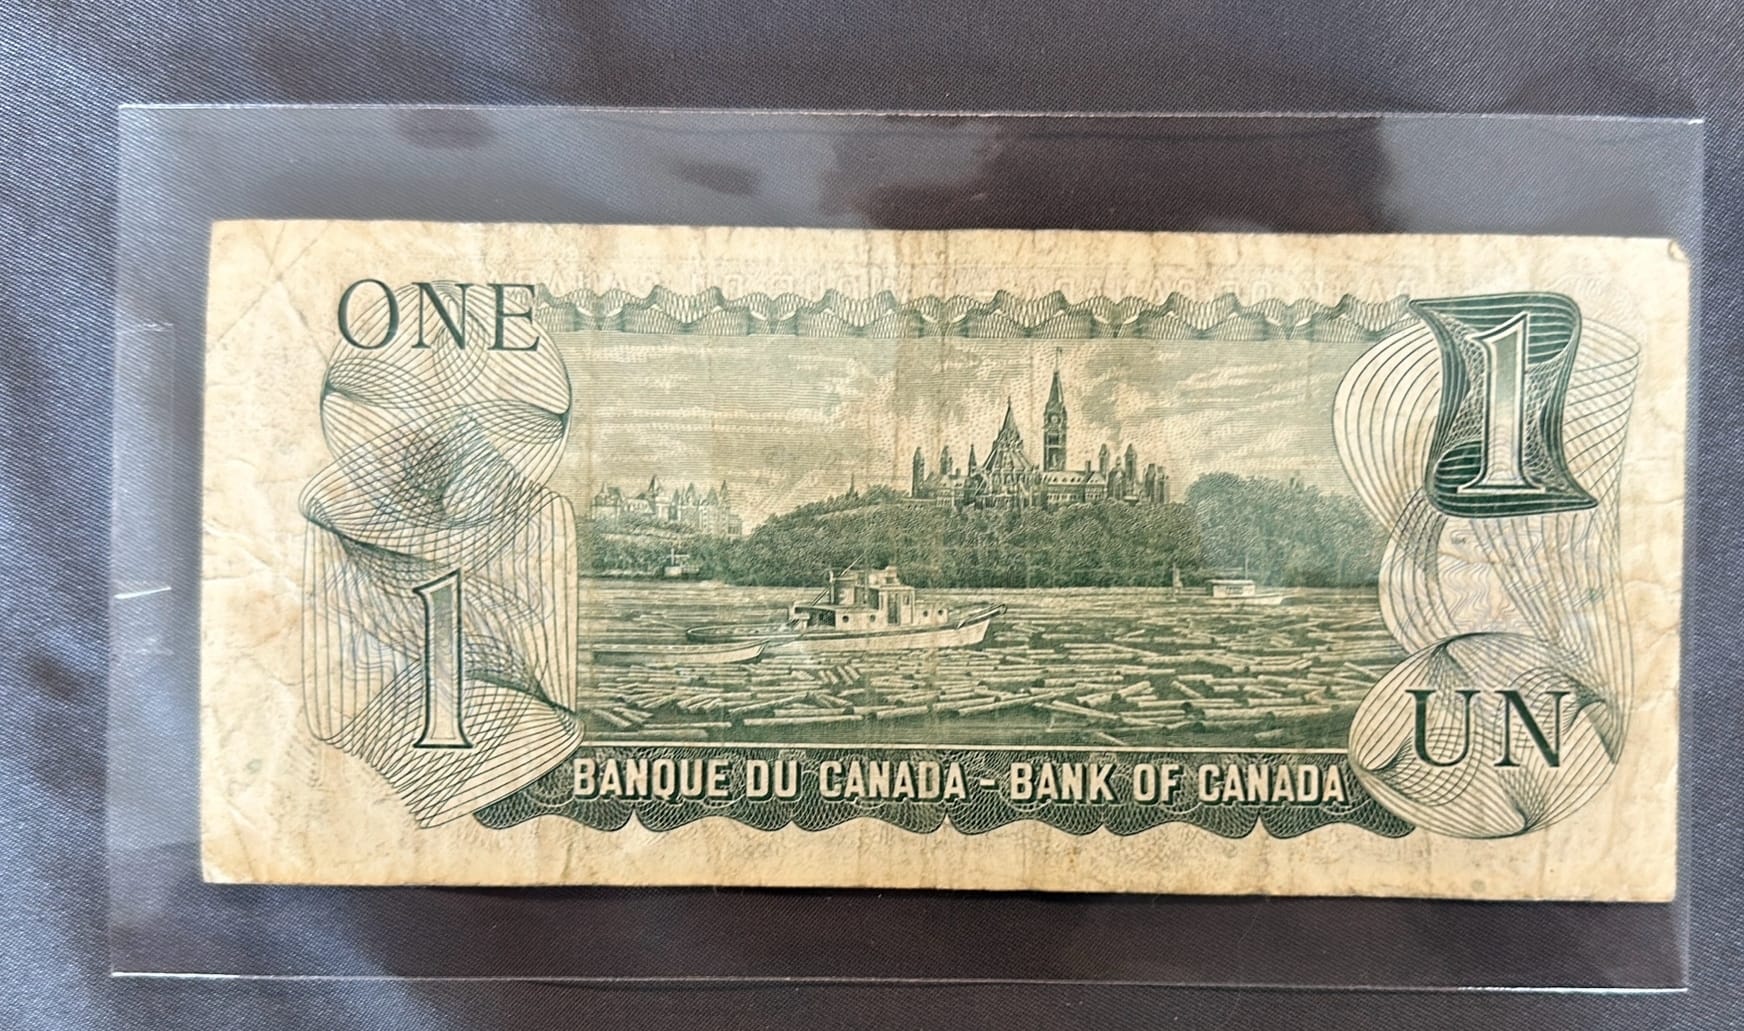 ONE
1
1
UN
BANQUE DU CANADA - BANK OF CANADA